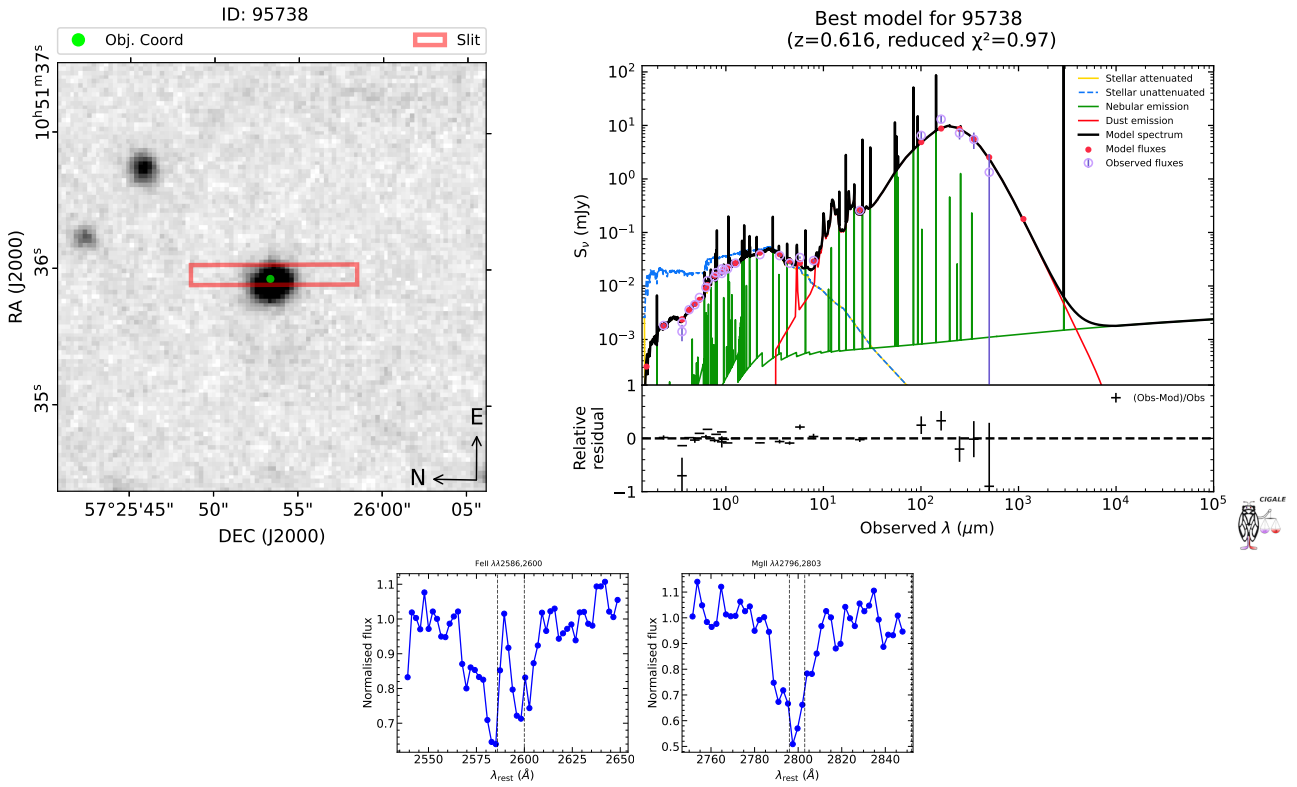 ID: 95738
Obj. Coord
Slit
10ʰ51ᵐ37ˢ
36ˢ
35ˢ
RA (J2000)
E
N
57°25'45"
50"
55"
26'00"
05"
DEC (J2000)
Best model for 95738
(z=0.616, reduced χ²=0.97)
10²
10¹
10⁰
10⁻¹
10⁻²
10⁻³
Sν (mJy)
Stellar attenuated
Stellar unattenuated
Nebular emission
Dust emission
Model spectrum
Model fluxes
Observed fluxes
1
0
−1
Relative
residual
(Obs-Mod)/Obs
10⁰
10¹
10²
10³
10⁴
10⁵
Observed λ (μm)
CIGALE
FeII λλ2586,2600
1.1
1.0
0.9
0.8
0.7
Normalised flux
2550
2575
2600
2625
2650
λrest (Å)
MgII λλ2796,2803
1.1
1.0
0.9
0.8
0.7
0.6
0.5
Normalised flux
2760
2780
2800
2820
2840
λrest (Å)